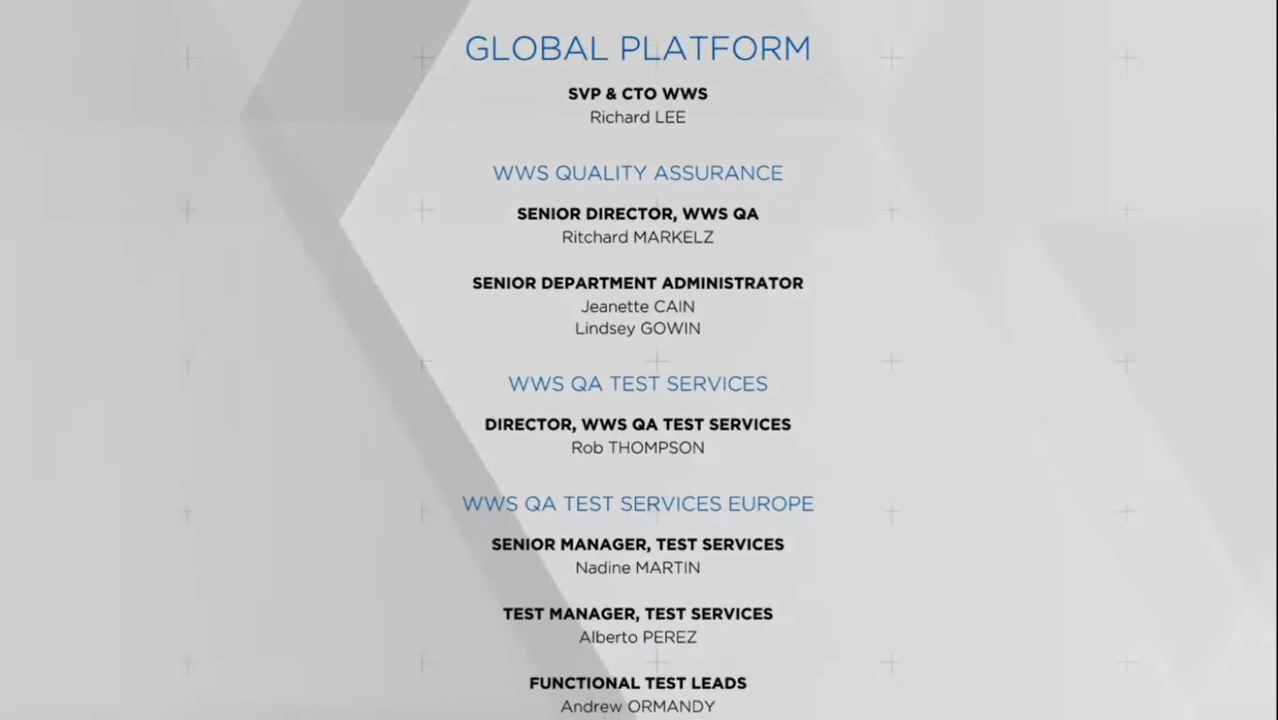 GLOBAL PLATFORM
SVP & CTO WWS
Richard LEE
WWS QUALITY ASSURANCE
SENIOR DIRECTOR, WWS QA
Ritchard MARKELZ
SENIOR DEPARTMENT ADMINISTRATOR
Jeanette CAIN
Lindsey GOWIN
WWS QA TEST SERVICES
DIRECTOR, WWS QA TEST SERVICES
Rob THOMPSON
WWS QA TEST SERVICES EUROPE
SENIOR MANAGER, TEST SERVICES
Nadine MARTIN
TEST MANAGER, TEST SERVICES
Alberto PEREZ
FUNCTIONAL TEST LEADS
Andrew ORMANDY